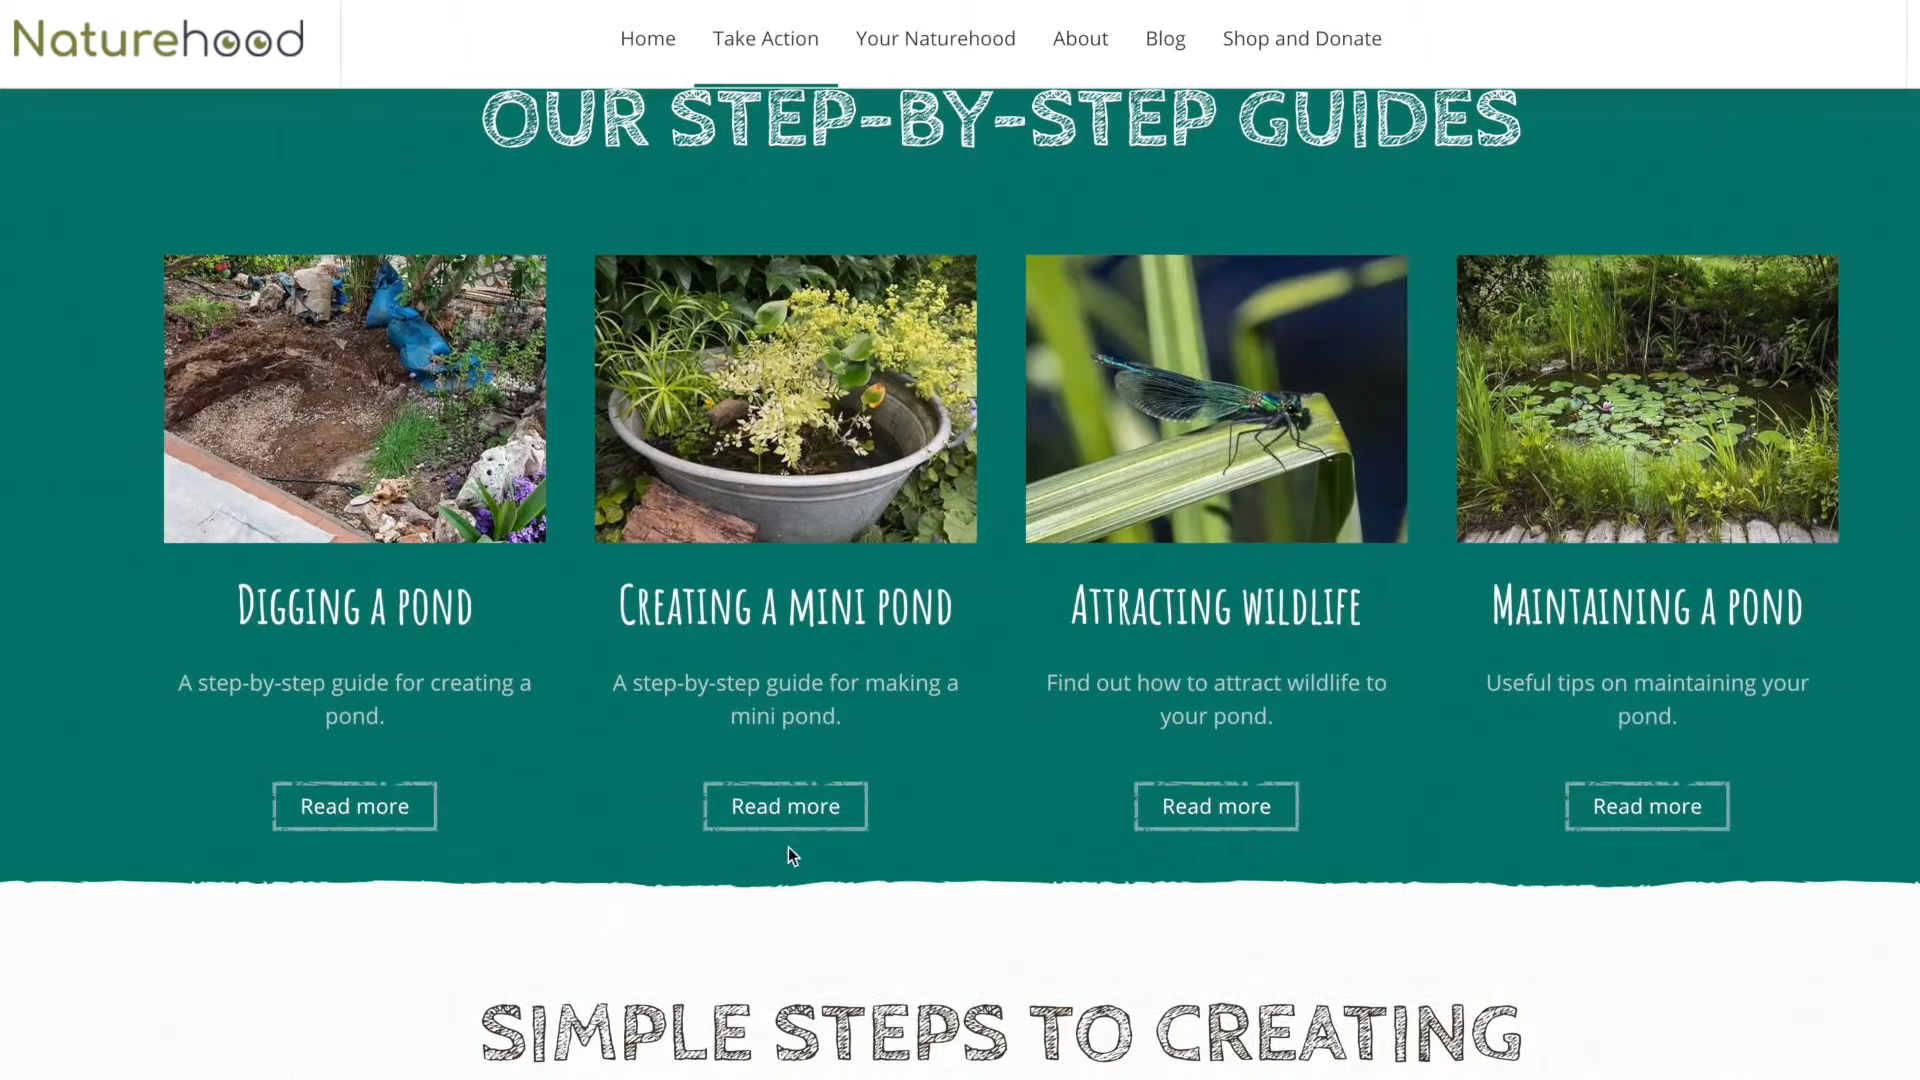 Naturehood
Home Take Action Your Naturehood About Blog Shop and Donate
OUR STEP-BY-STEP GUIDES
Digging a pond
A step-by-step guide for creating a
pond.
Read more
Creating a mini pond
A step-by-step guide for making a
mini pond.
Read more
Attracting wildlife
Find out how to attract wildlife to
your pond.
Read more
Maintaining a pond
Useful tips on maintaining your
pond.
Read more
SIMPLE STEPS TO CREATING